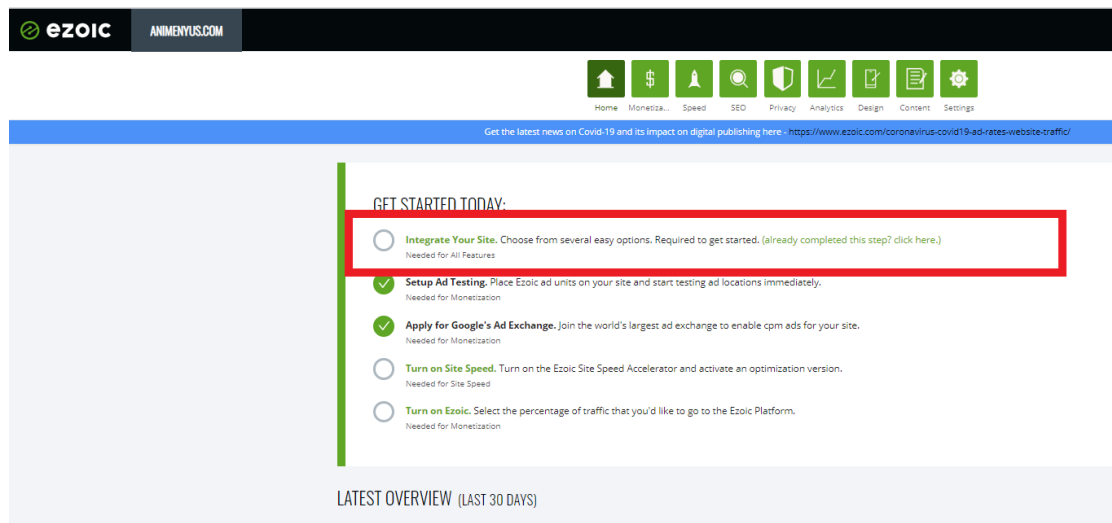 ezoic
ANIMENYUS.COM
Home Monetiza... Speed SEO Privacy Analytics Design Content Settings
Get the latest news on Covid-19 and its impact on digital publishing here - https://www.ezoic.com/coronavirus-covid19-ad-rates-website-traffic/
GET STARTED TODAY:
Integrate Your Site. Choose from several easy options. Required to get started. (already completed this step? click here.)
Needed for All Features
Setup Ad Testing. Place Ezoic ad units on your site and start testing ad locations immediately.
Needed for Monetization
Apply for Google's Ad Exchange. Join the world's largest ad exchange to enable cpm ads for your site.
Needed for Monetization
Turn on Site Speed. Turn on the Ezoic Site Speed Accelerator and activate an optimization version.
Needed for Site Speed
Turn on Ezoic. Select the percentage of traffic that you'd like to go to the Ezoic Platform.
Needed for Monetization
LATEST OVERVIEW (LAST 30 DAYS)